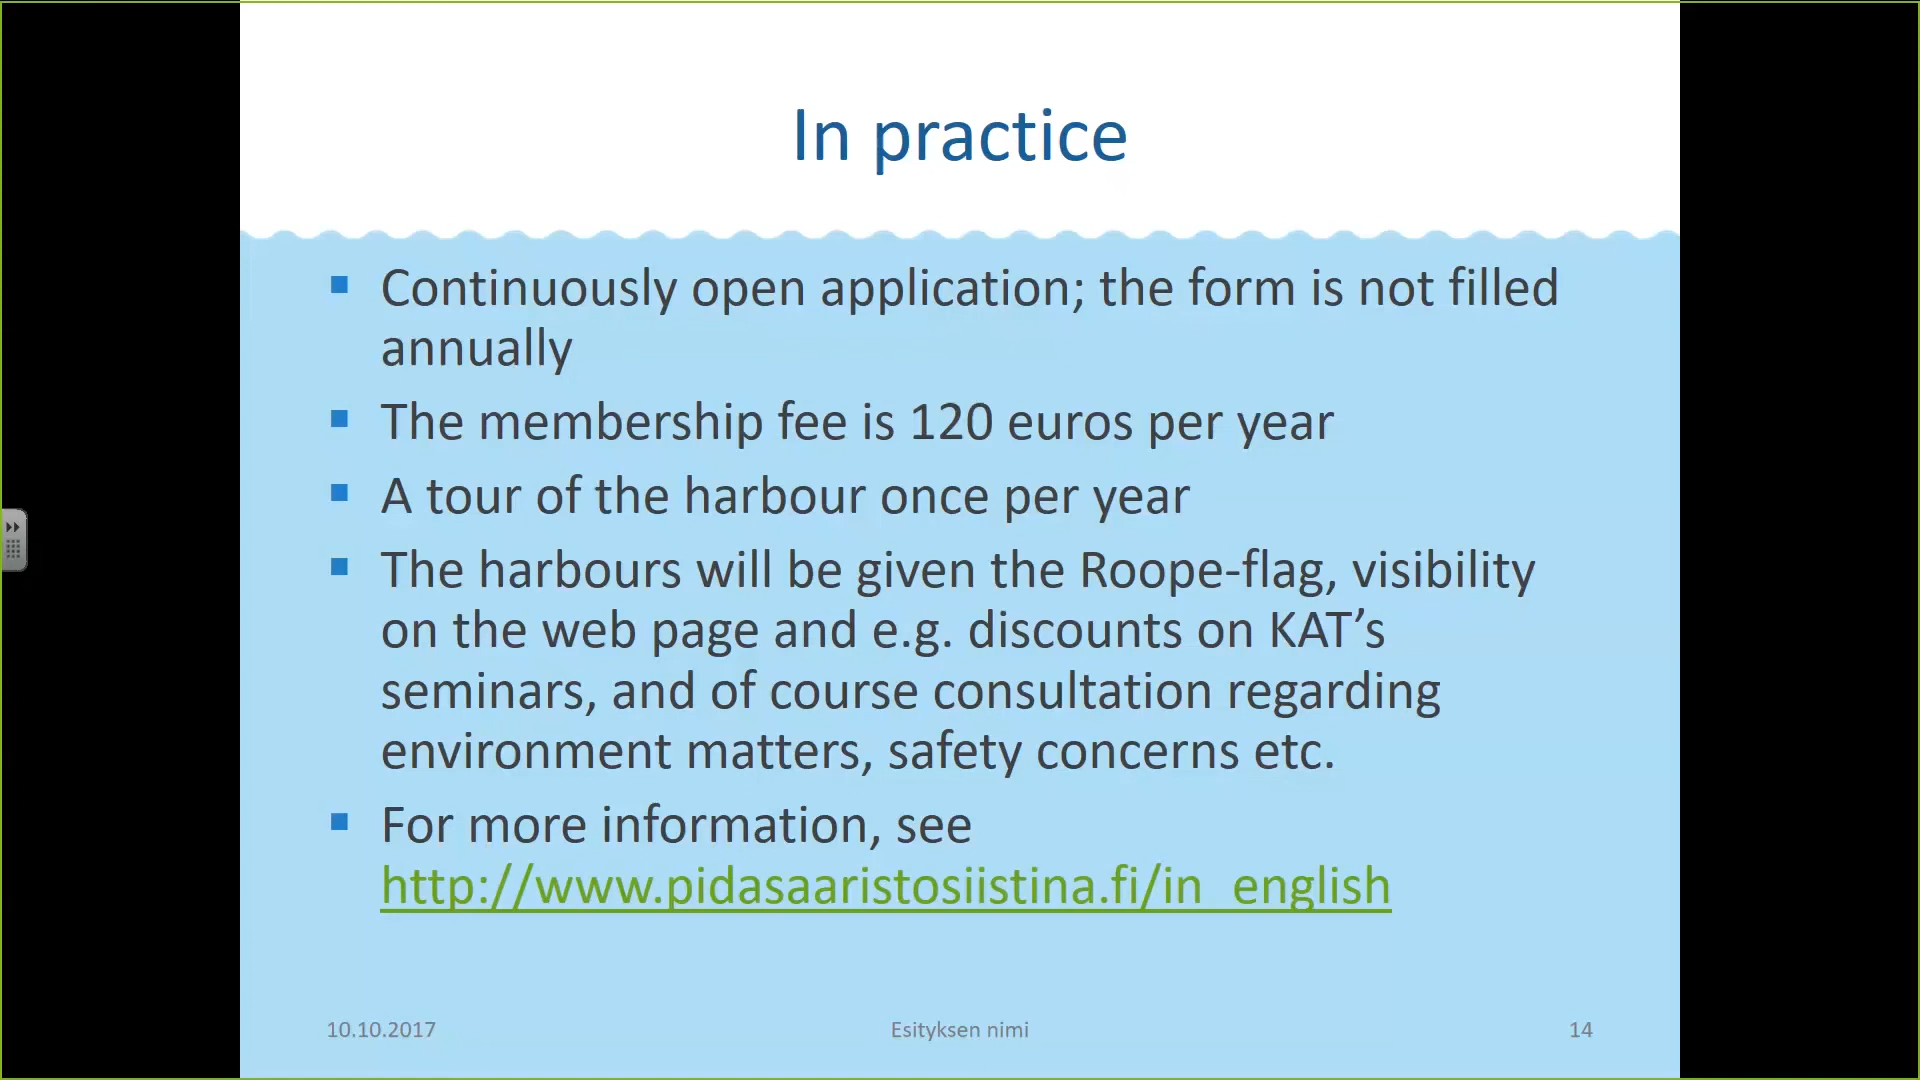 In practice
Continuously open application; the form is not filled
annually
The membership fee is 120 euros per year
A tour of the harbour once per year
The harbours will be given the Roope-flag, visibility
on the web page and e.g. discounts on KAT’s
seminars, and of course consultation regarding
environment matters, safety concerns etc.
For more information, see
http://www.pidasaaristosiistina.fi/in_english
10.10.2017
Esityksen nimi
14